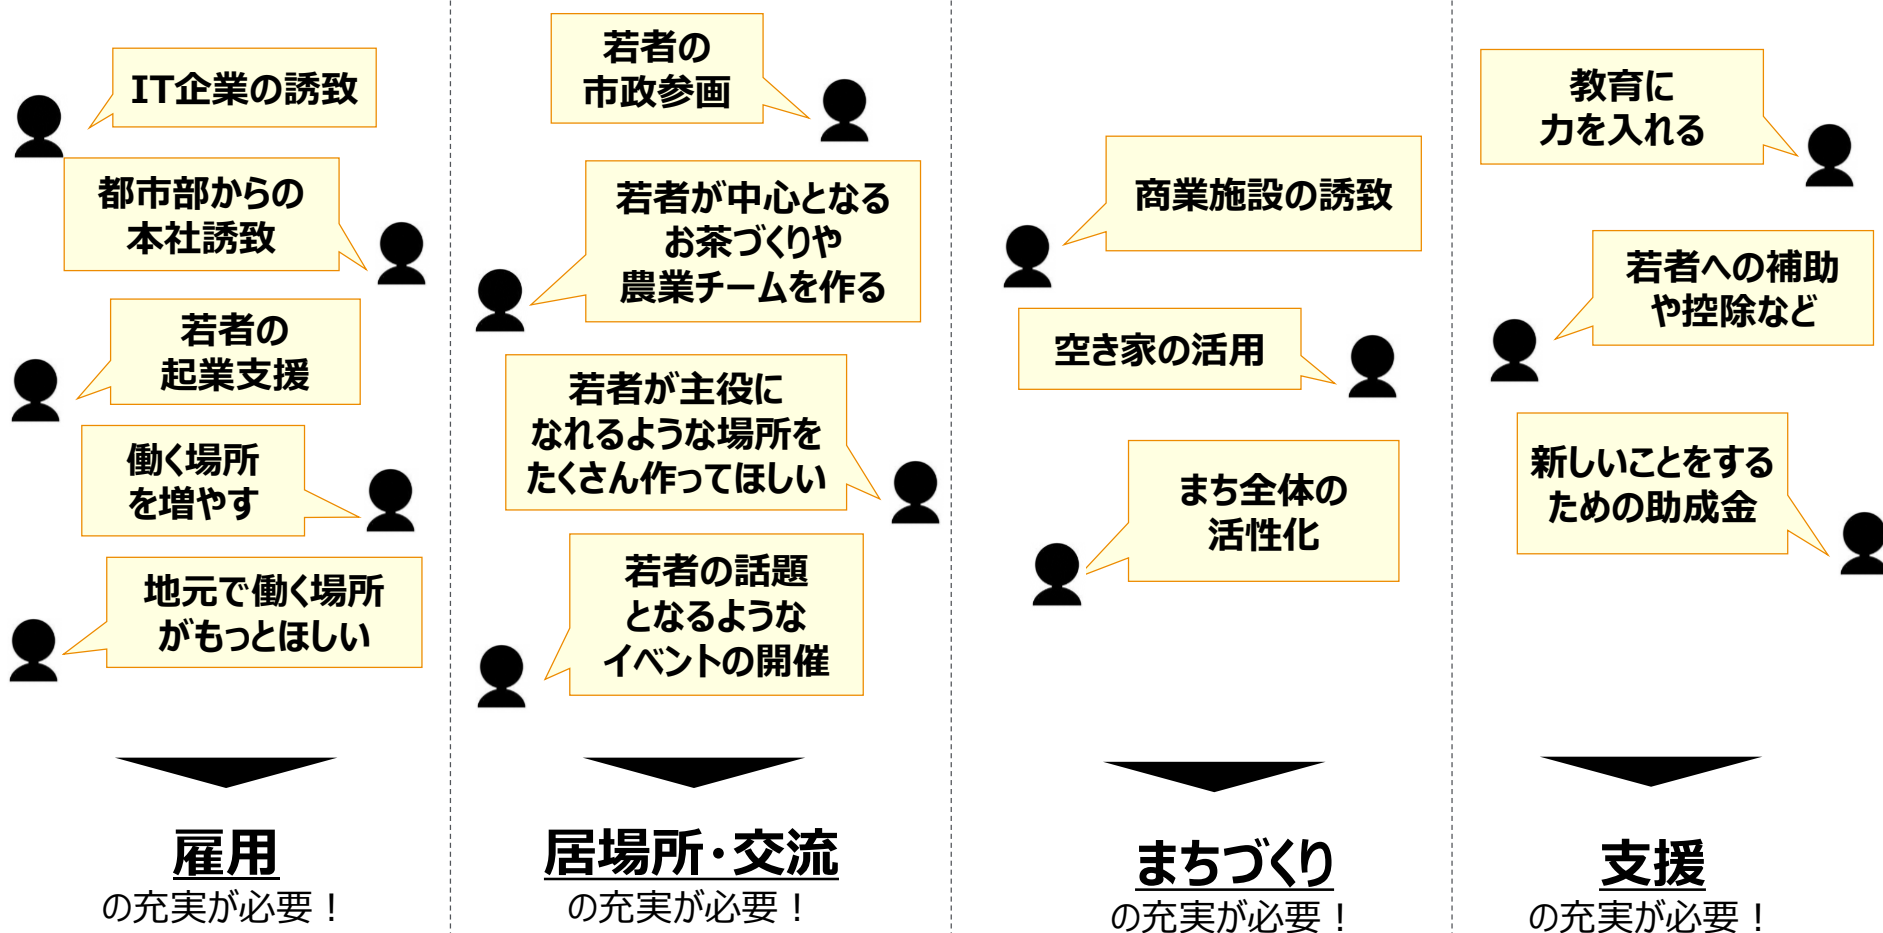 IT企業の誘致
都市部からの
本社誘致
若者の
起業支援
働く場所
を増やす
地元で働く場所
がもっとほしい
雇用
の充実が必要！
若者の
市政参画
若者が中心となる
お茶づくりや
農業チームを作る
若者が主役に
なれるような場所を
たくさん作ってほしい
若者の話題
となるような
イベントの開催
居場所・交流
の充実が必要！
商業施設の誘致
空き家の活用
まち全体の
活性化
まちづくり
の充実が必要！
教育に
力を入れる
若者への補助
や控除など
新しいことをする
ための助成金
支援
の充実が必要！